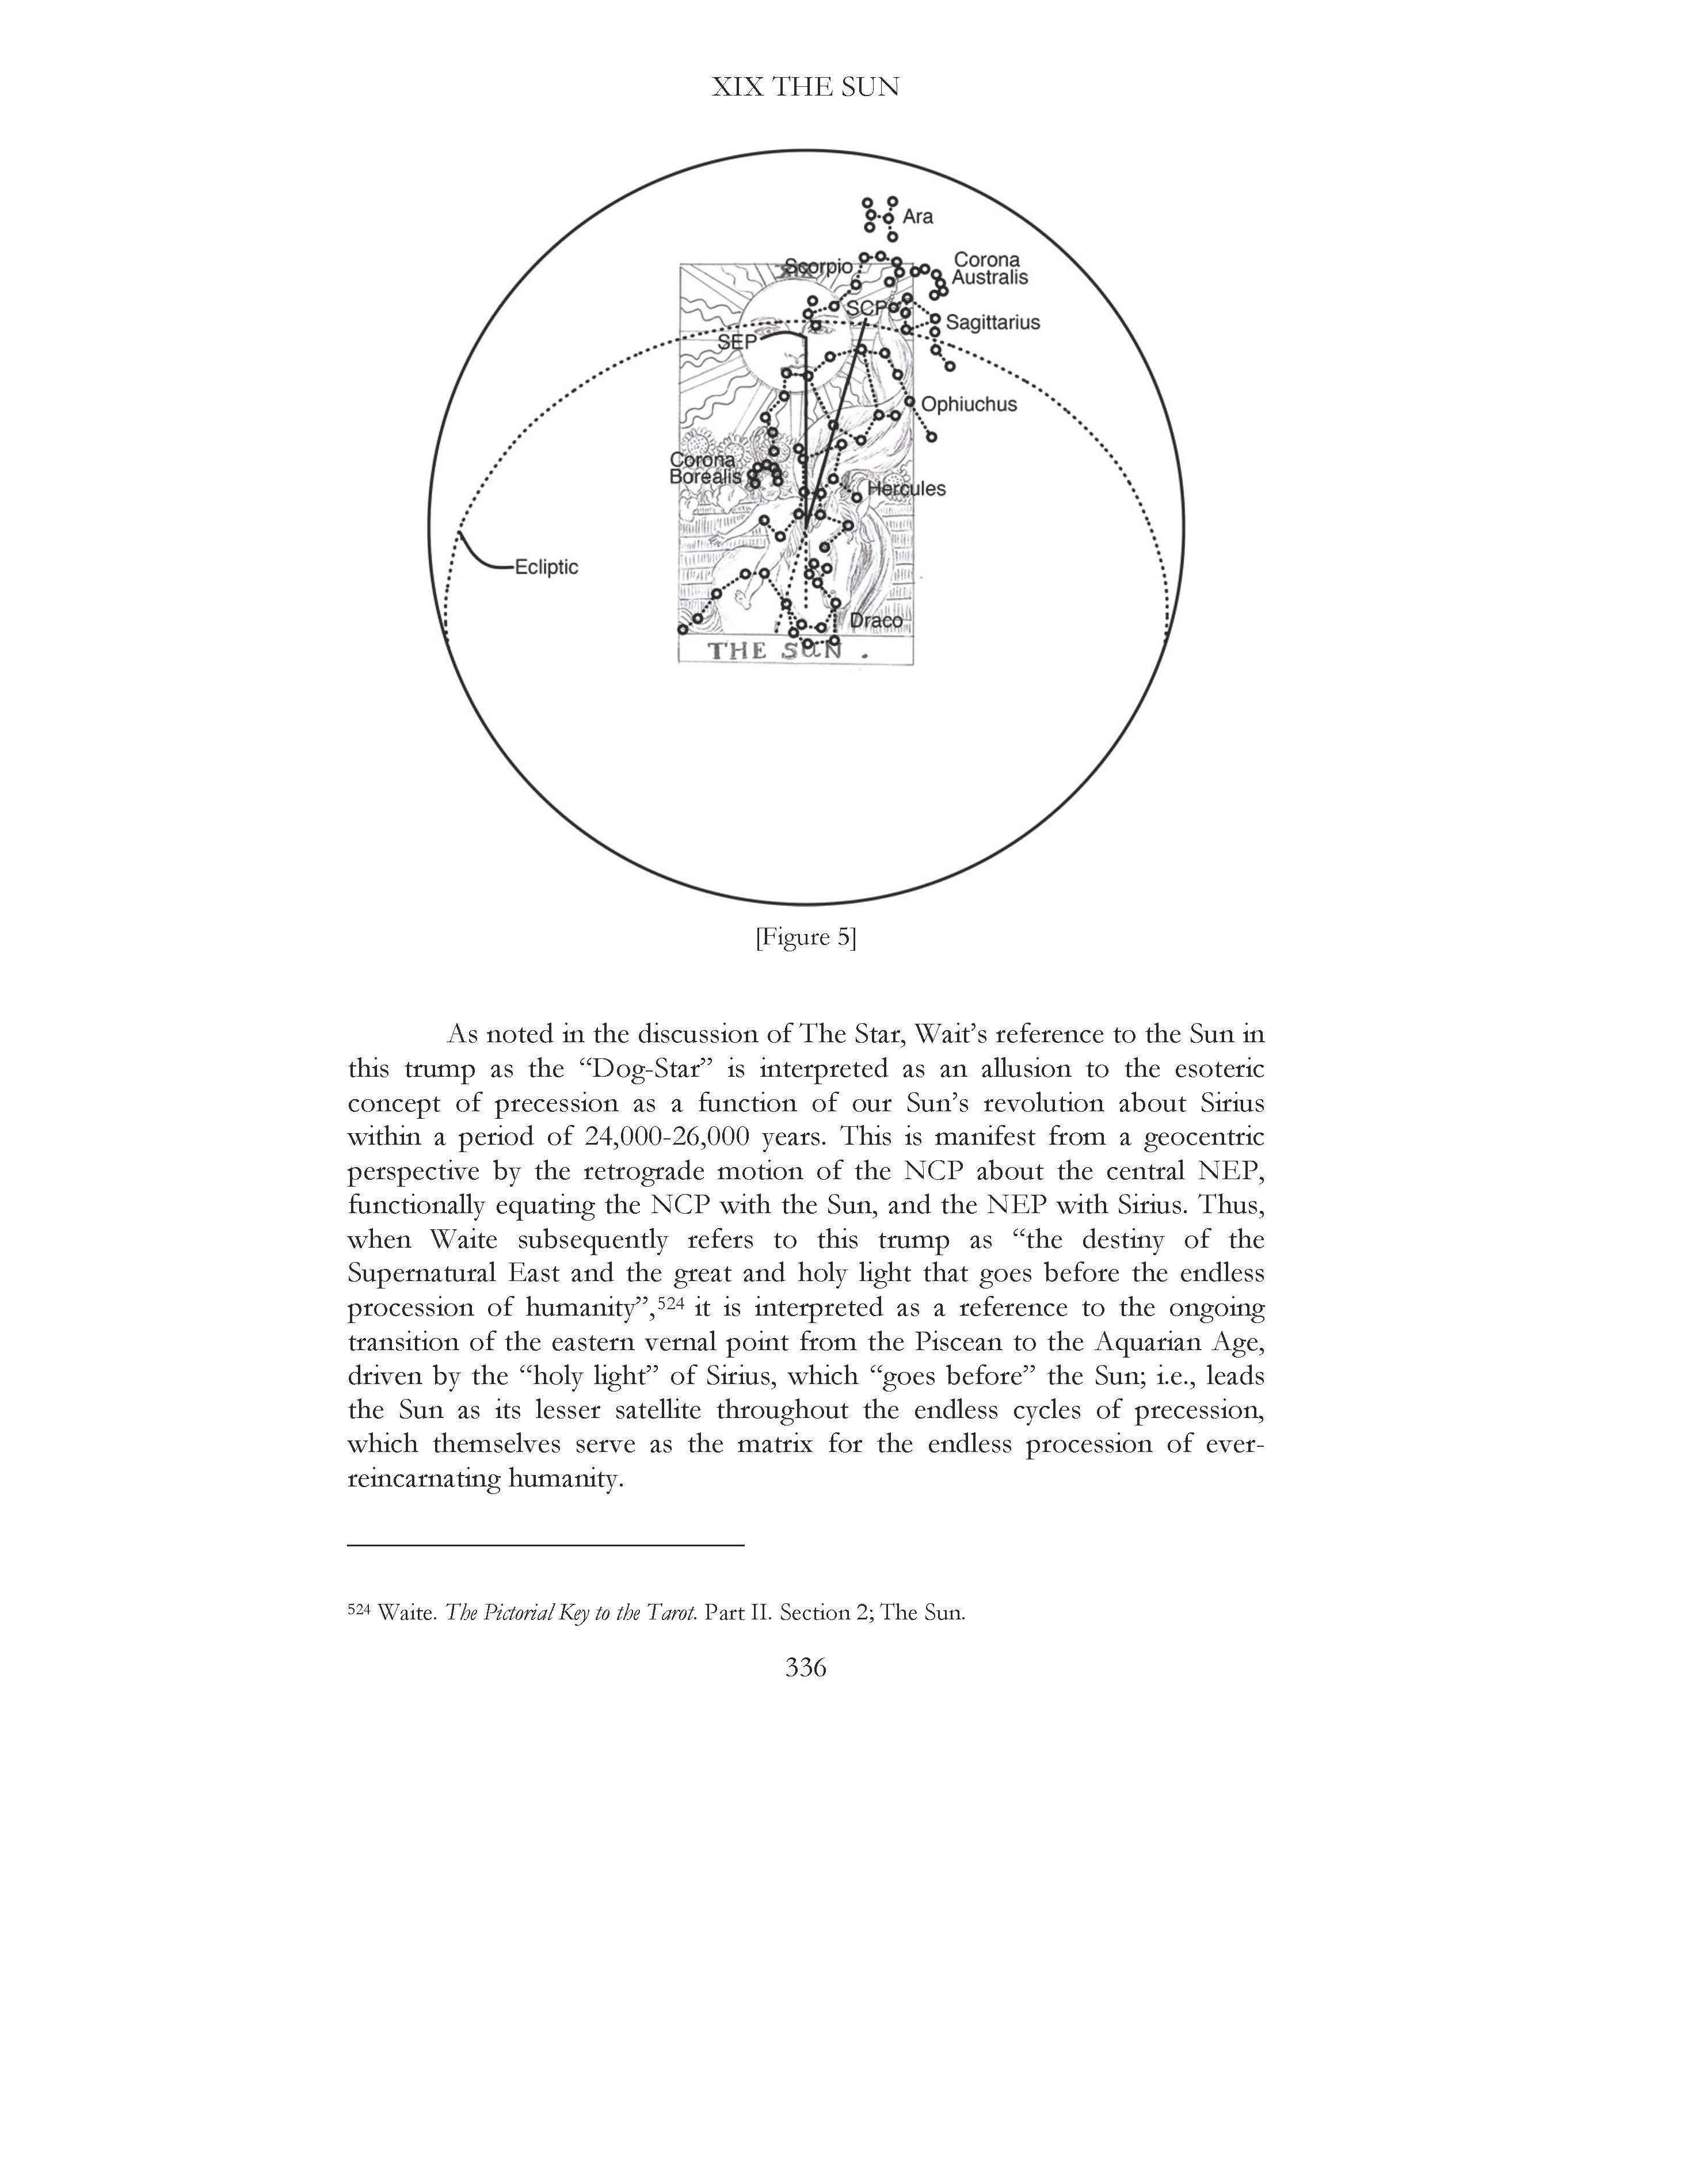 XIX THE SUN
Ara
Corona
Australis
Scorpio
XIX
SCP
Sagittarius
SEP
Ophiuchus
Corona
Borealis
Hercules
Ecliptic
Draco
THE SUN .
[Figure 5]
As noted in the discussion of The Star, Wait’s reference to the Sun in
this trump as the “Dog-Star” is interpreted as an allusion to the esoteric
concept of precession as a function of our Sun’s revolution about Sirius
within a period of 24,000-26,000 years. This is manifest from a geocentric
perspective by the retrograde motion of the NCP about the central NEP,
functionally equating the NCP with the Sun, and the NEP with Sirius. Thus,
when Waite subsequently refers to this trump as “the destiny of the
Supernatural East and the great and holy light that goes before the endless
procession of humanity”,524 it is interpreted as a reference to the ongoing
transition of the eastern vernal point from the Piscean to the Aquarian Age,
driven by the “holy light” of Sirius, which “goes before” the Sun; i.e., leads
the Sun as its lesser satellite throughout the endless cycles of precession,
which themselves serve as the matrix for the endless procession of ever-
reincarnating humanity.
524 Waite. The Pictorial Key to the Tarot. Part II. Section 2; The Sun.
336